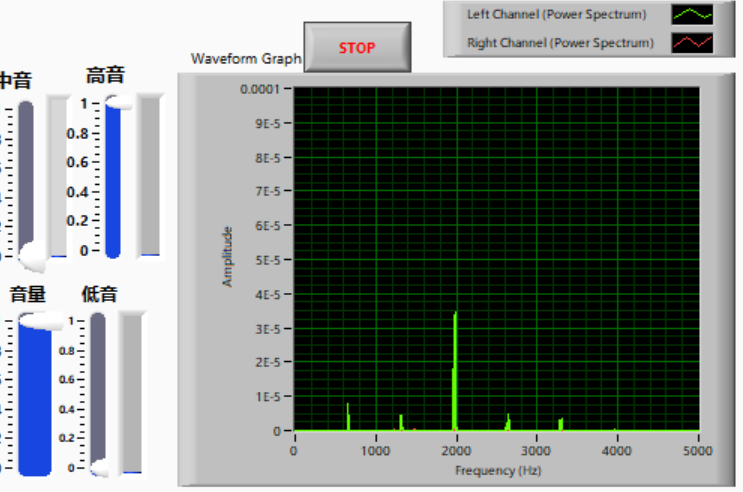 Left Channel (Power Spectrum)
Right Channel (Power Spectrum)
STOP
Waveform Graph
中音
高音
1
0.8
0.6
0.4
0.2
0
音量
低音
1
0.8
0.6
0.4
0.2
0
Amplitude
0.0001
9E-5
8E-5
7E-5
6E-5
5E-5
4E-5
3E-5
2E-5
1E-5
0
0 1000 2000 3000 4000 5000
Frequency (Hz)